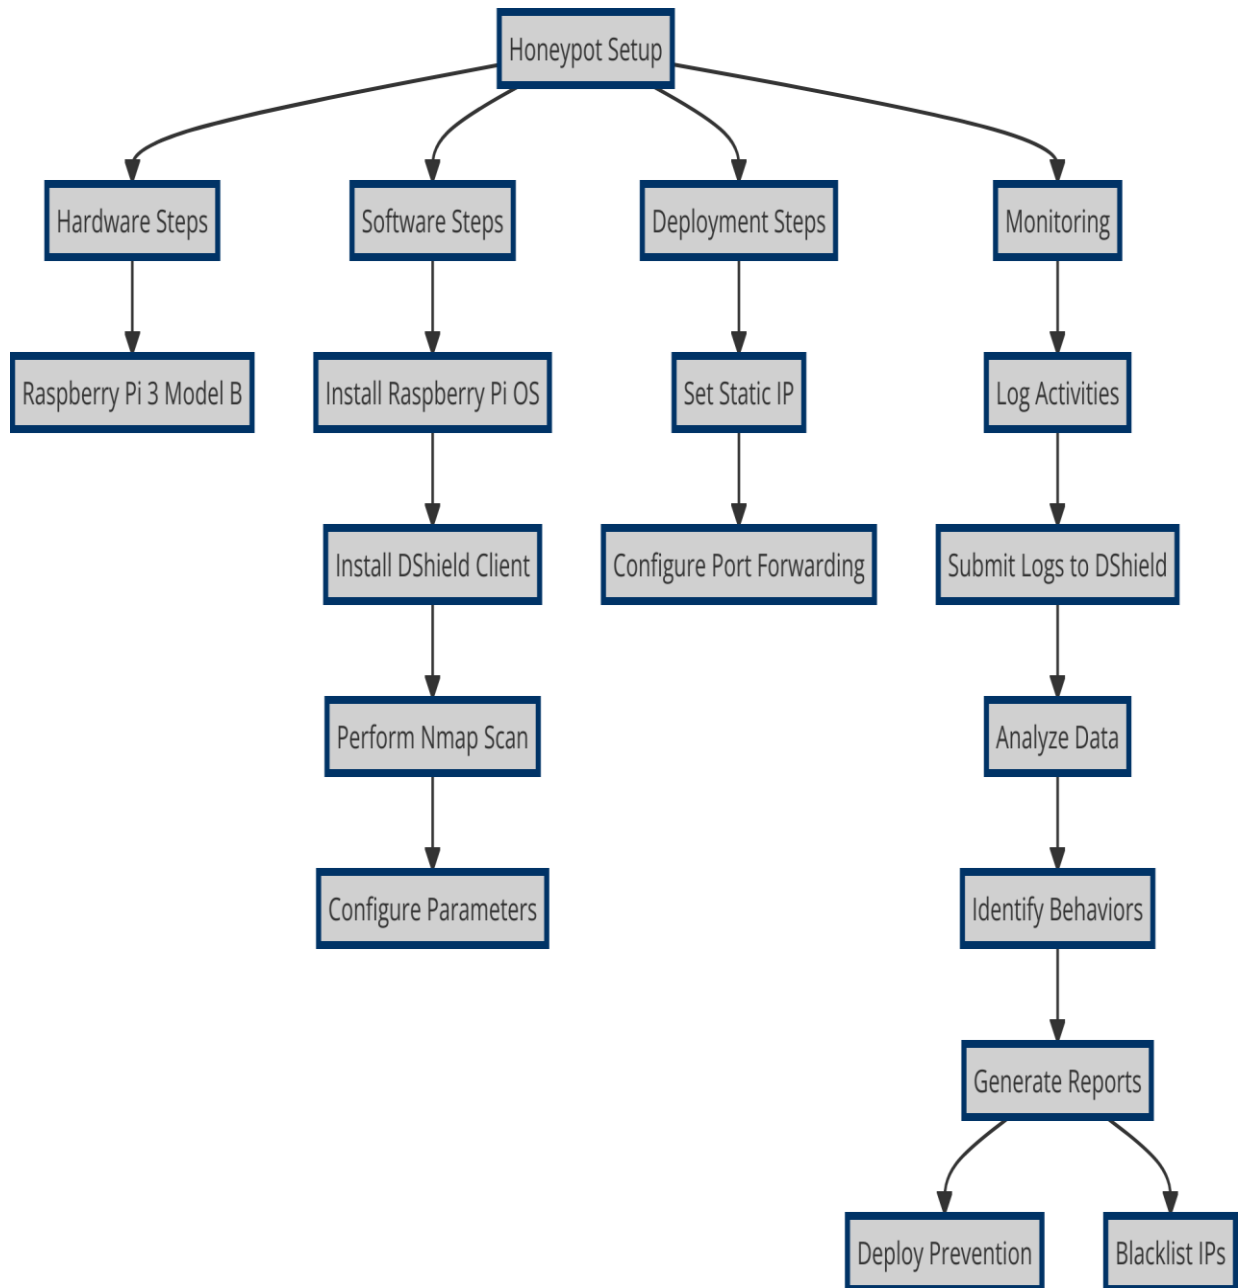 Honeypot Setup
Hardware Steps
Software Steps
Deployment Steps
Monitoring
Raspberry Pi 3 Model B
Install Raspberry Pi OS
Set Static IP
Log Activities
Install DShield Client
Configure Port Forwarding
Submit Logs to DShield
Perform Nmap Scan
Analyze Data
Configure Parameters
Identify Behaviors
Generate Reports
Deploy Prevention
Blacklist IPs